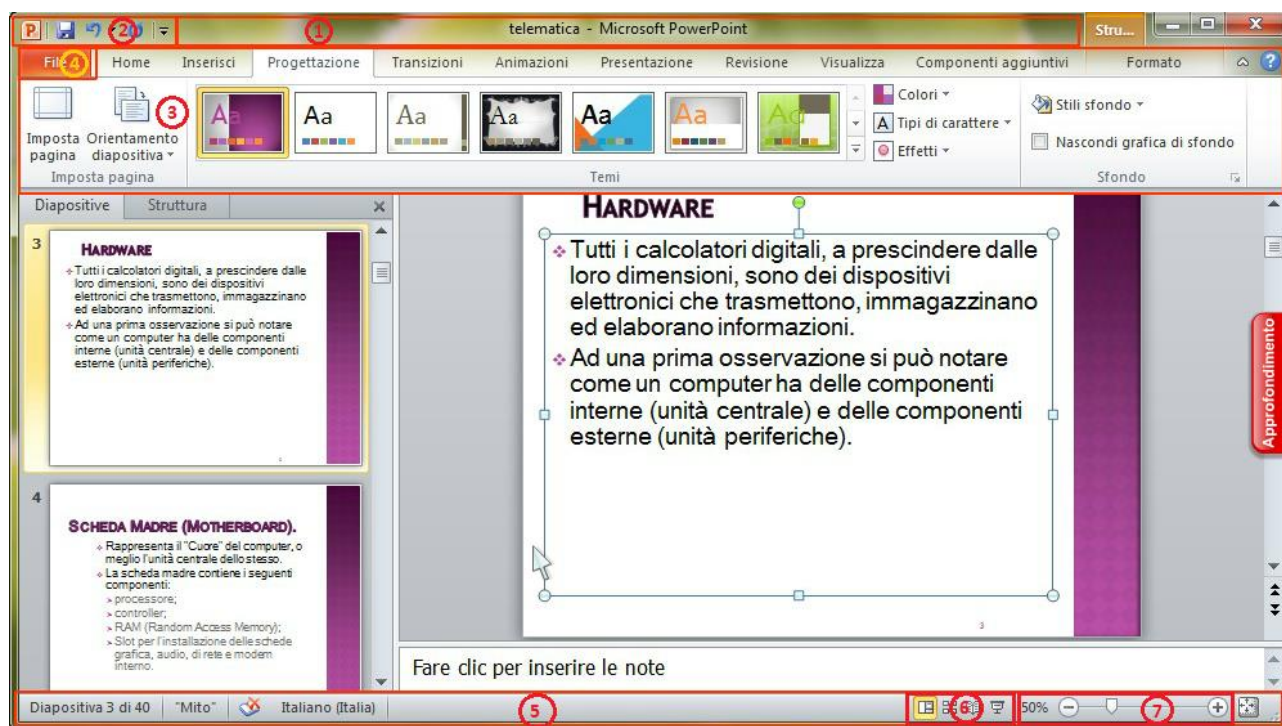 2 1 telematica - Microsoft PowerPoint Stru...
File 4 Home Inserisci Progettazione Transizioni Animazioni Presentazione Revisione Visualizza Componenti aggiuntivi Formato
3
Aa Aa Aa Aa Aa Aa Aa
Colori
Tipi di carattere
Effetti
Stili sfondo
Nascondi grafica di sfondo
Imposta pagina
Orientamento diapositiva
Imposta pagina Temi Sfondo
Diapositive Struttura
3
HARDWARE
Tutti i calcolatori digitali, a prescindere dalle
loro dimensioni, sono dei dispositivi
elettronici che trasmettono, immagazzinano
ed elaborano informazioni.
Ad una prima osservazione si può notare
come un computer ha delle componenti
interne (unità centrale) e delle componenti
esterne (unità periferiche).
4
SCHEDA MADRE (MOTHERBOARD).
Rappresenta il "Cuore" del computer, o
meglio l'unità centrale dello stesso.
La scheda madre contiene i seguenti
componenti:
processore;
controller;
RAM (Random Access Memory);
Slot per l'installazione delle schede
grafica, audio, di rete e modem
interno.
HARDWARE
Tutti i calcolatori digitali, a prescindere dalle
loro dimensioni, sono dei dispositivi
elettronici che trasmettono, immagazzinano
ed elaborano informazioni.
Ad una prima osservazione si può notare
come un computer ha delle componenti
interne (unità centrale) e delle componenti
esterne (unità periferiche).
3
Approfondimento
Fare clic per inserire le note
Diapositiva 3 di 40 "Mito" Italiano (Italia) 5 6 50% 7